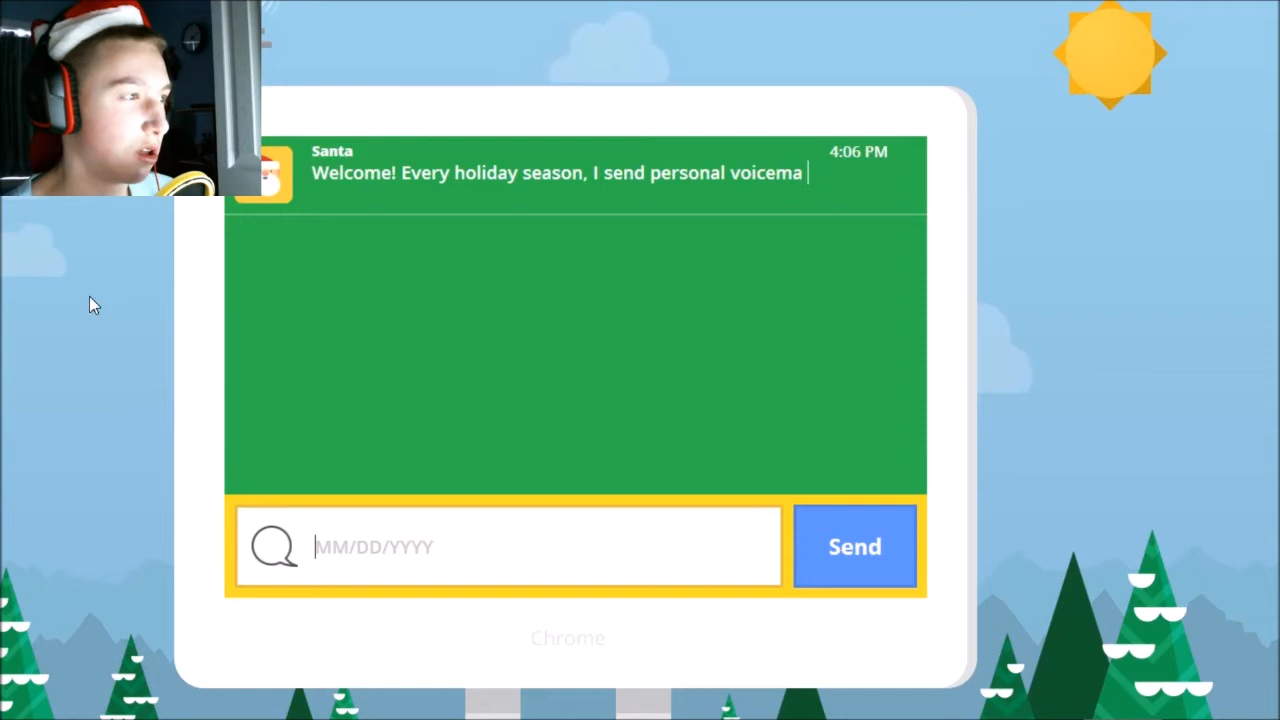 Santa
4:06 PM
Welcome! Every holiday season, I send personal voicema
MM/DD/YYYY
Send
Chrome